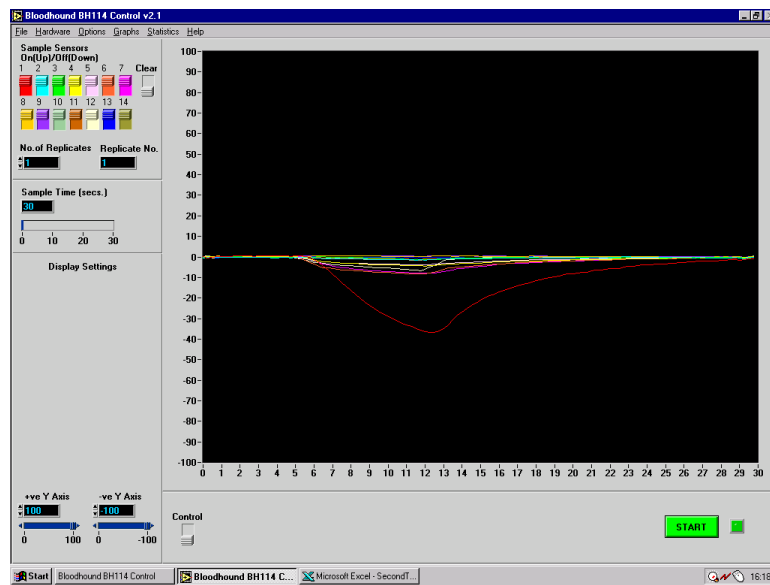 Bloodhound BH114 Control v2.1
File Hardware Options Graphs Statistics Help
Sample Sensors
On(Up)/Off(Down)
1 2 3 4 5 6 7 Clear
8 9 10 11 12 13 14
No.of Replicates Replicate No.
1 1
Sample Time (secs.)
30
0 10 20 30
Display Settings
+ve Y Axis -ve Y Axis
100 -100
0 100 0 -100
100
90
80
70
60
50
40
30
20
10
0
-10
-20
-30
-40
-50
-60
-70
-80
-90
-100
0 1 2 3 4 5 6 7 8 9 10 11 12 13 14 15 16 17 18 19 20 21 22 23 24 25 26 27 28 29 30
Control
START
Start Bloodhound BH114 Control Bloodhound BH114 C... Microsoft Excel - SecondT... 16:18